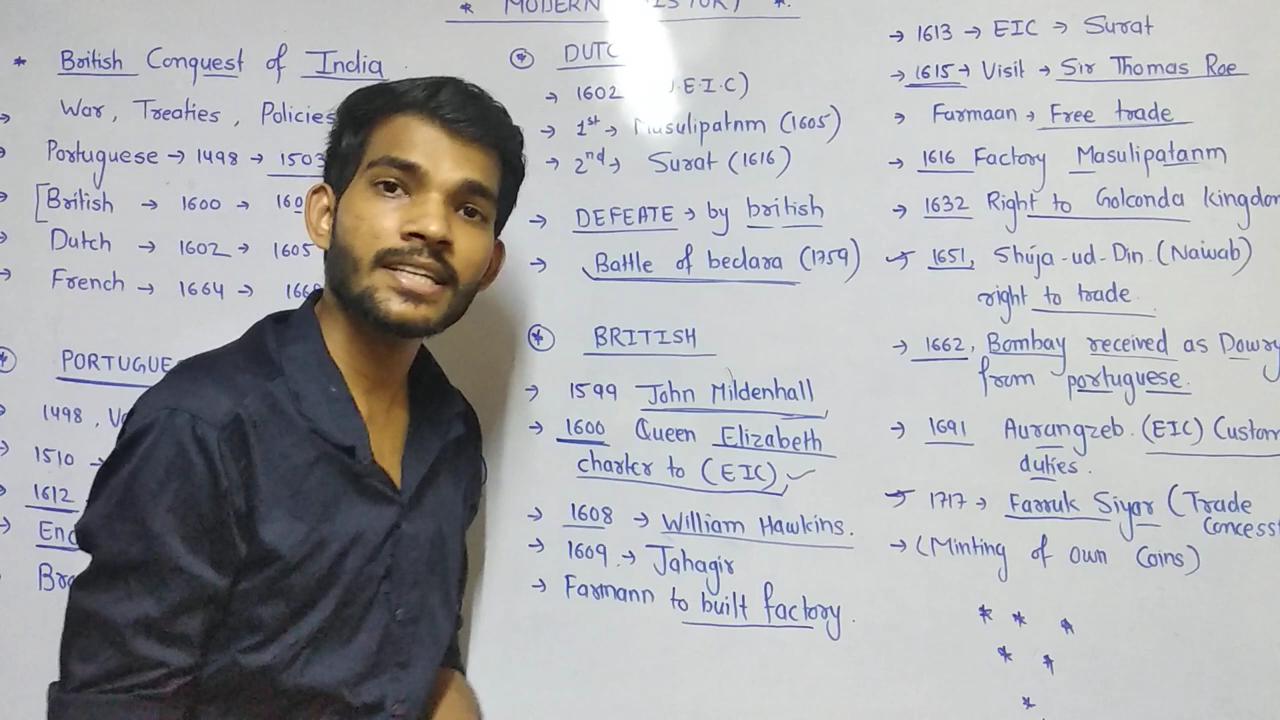 * MODERN HISTORY *
* British Conquest of India
→ War, Treaties, Policies
→ Portuguese → 1498 → 1503
→ [British → 1600 →
→ Dutch → 1602 → 1605
→ French → 1664 →
PORTUGUE
1498,
1510 →
→ 1612
→
DUTC
→ 1602 .E.I.C)
→ 1st → Masulipatnm (1605)
→ 2nd → Surat (1616)
→ DEFEATE → by british
→ Battle of bedara (1759)
BRITISH
→ 1599 John Mildenhall
→ 1600 Queen Elizabeth
charter to (EIC) ✓
→ 1608 → William Hawkins.
→ 1609 → Jahagir
→ Farmann to built factory.
→ 1613 → EIC → Surat
→ 1615 → Visit → Sir Thomas Roe
→ Farmaan → Free trade
→ 1616 Factory Masulipatanm
→ 1632 Right to Golconda kingdom
→ 1651, Shuja-ud-Din (Naiwab)
right to trade
→ 1662, Bombay received as Dowry
from portuguese.
→ 1691 Aurangzeb. (EIC) Custom
duties.
→ 1717 → Farruk Siyar (Trade
Concess
→ (Minting of own Coins)
* * *
* *
*